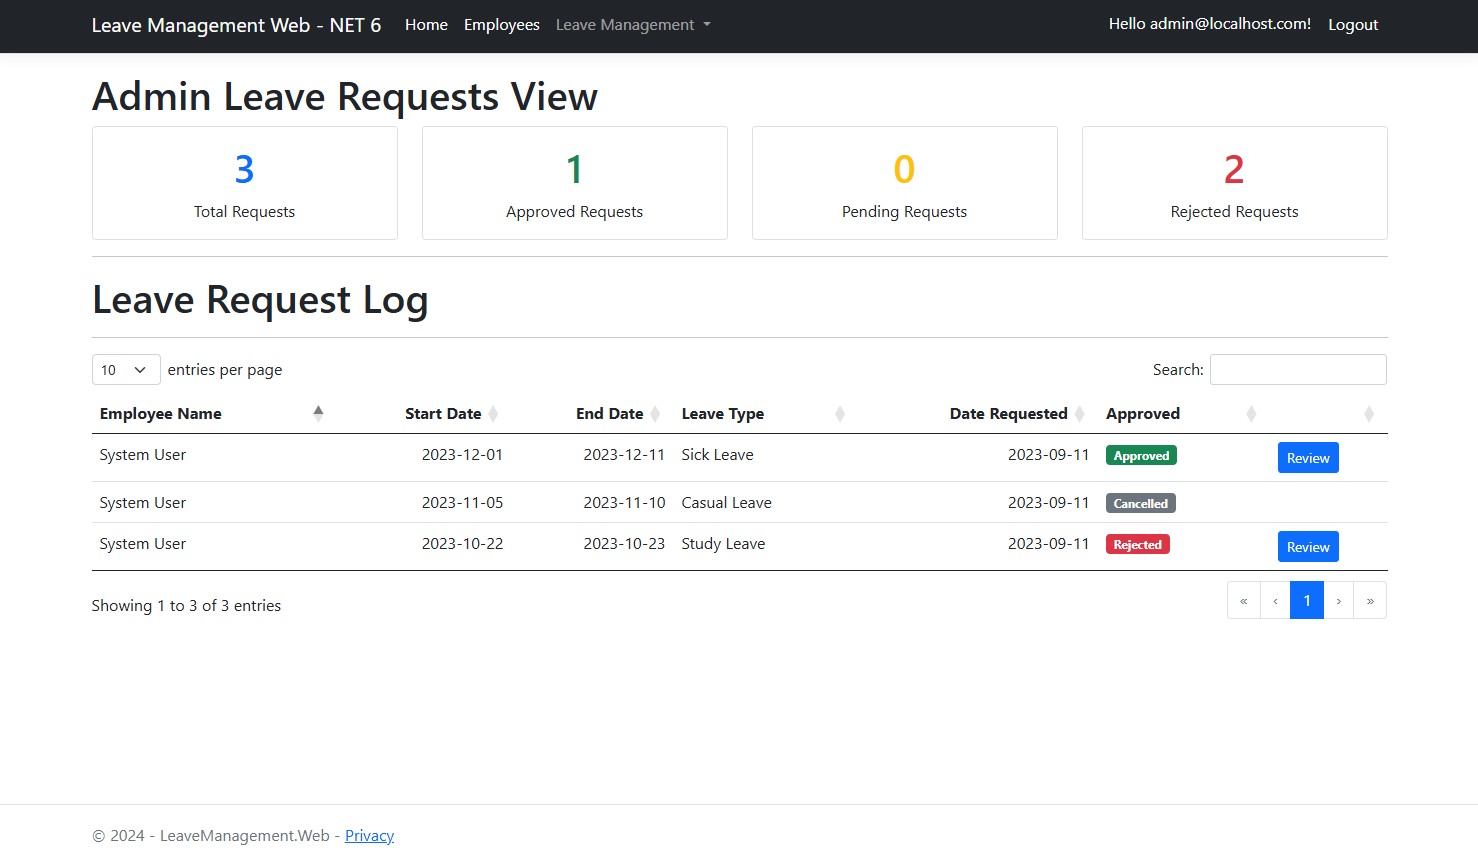 Leave Management Web - NET 6 Home Employees Leave Management Hello admin@localhost.com! Logout
Admin Leave Requests View
3 1 0 2
Total Requests Approved Requests Pending Requests Rejected Requests
Leave Request Log
10 entries per page Search:
Employee Name Start Date End Date Leave Type Date Requested Approved
System User 2023-12-01 2023-12-11 Sick Leave 2023-09-11 Approved Review
System User 2023-11-05 2023-11-10 Casual Leave 2023-09-11 Cancelled
System User 2023-10-22 2023-10-23 Study Leave 2023-09-11 Rejected Review
Showing 1 to 3 of 3 entries « ‹ 1 › »
© 2024 - LeaveManagement.Web - Privacy